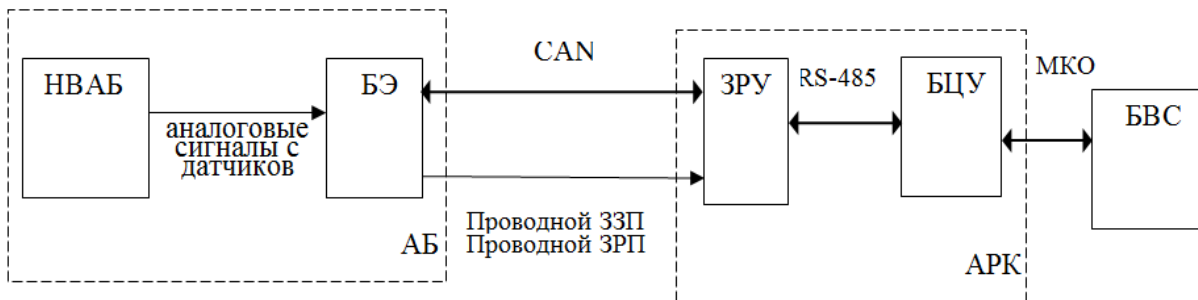 НВАБ
аналоговые
сигналы с
датчиков
БЭ
АБ
CAN
Проводной ЗЗП
Проводной ЗРП
ЗРУ
RS-485
БЦУ
АРК
МКО
БВС